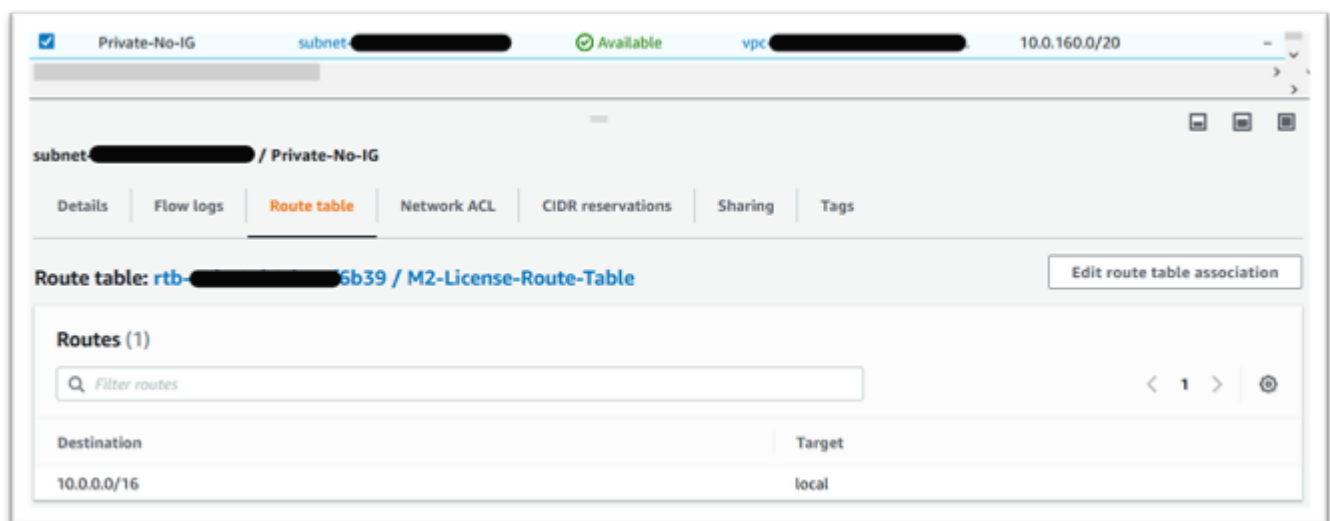 Private-No-IG subnet- Available vpc- 10.0.160.0/20 –
subnet- / Private-No-IG
Details Flow logs Route table Network ACL CIDR reservations Sharing Tags
Route table: rtb- 6b39 / M2-License-Route-Table Edit route table association
Routes (1)
Filter routes 1
Destination Target
10.0.0.0/16 local